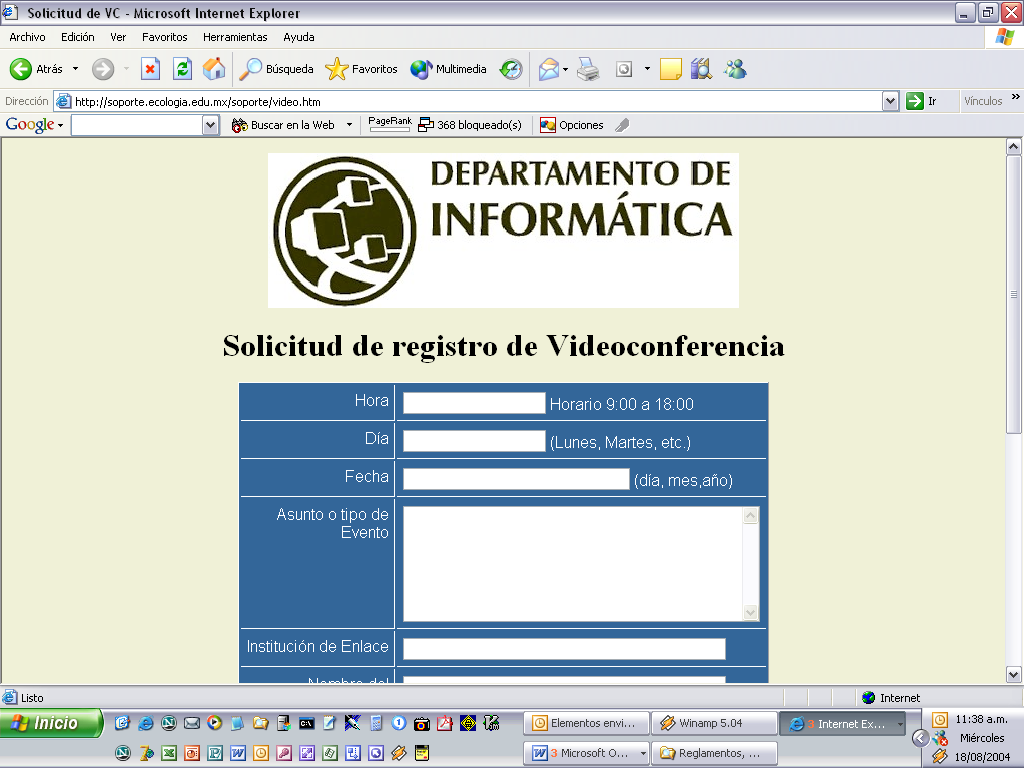 Solicitud de VC - Microsoft Internet Explorer
Archivo Edición Ver Favoritos Herramientas Ayuda
Atrás Búsqueda Favoritos Multimedia
Dirección http://soporte.ecologia.edu.mx/soporte/video.htm Ir Vínculos »
Google Buscar en la Web PageRank 368 bloqueado(s) Opciones
DEPARTAMENTO DE
INFORMÁTICA
Solicitud de registro de Videoconferencia
Hora Horario 9:00 a 18:00
Día (Lunes, Martes, etc.)
Fecha (día, mes,año)
Asunto o tipo de
Evento
Institución de Enlace
Nombre del
Listo Internet
Inicio Elementos envi... Winamp 5.04 3 Internet Ex... 11:38 a.m.
Miércoles
3 Microsoft O... Reglamentos, ... 18/08/2004